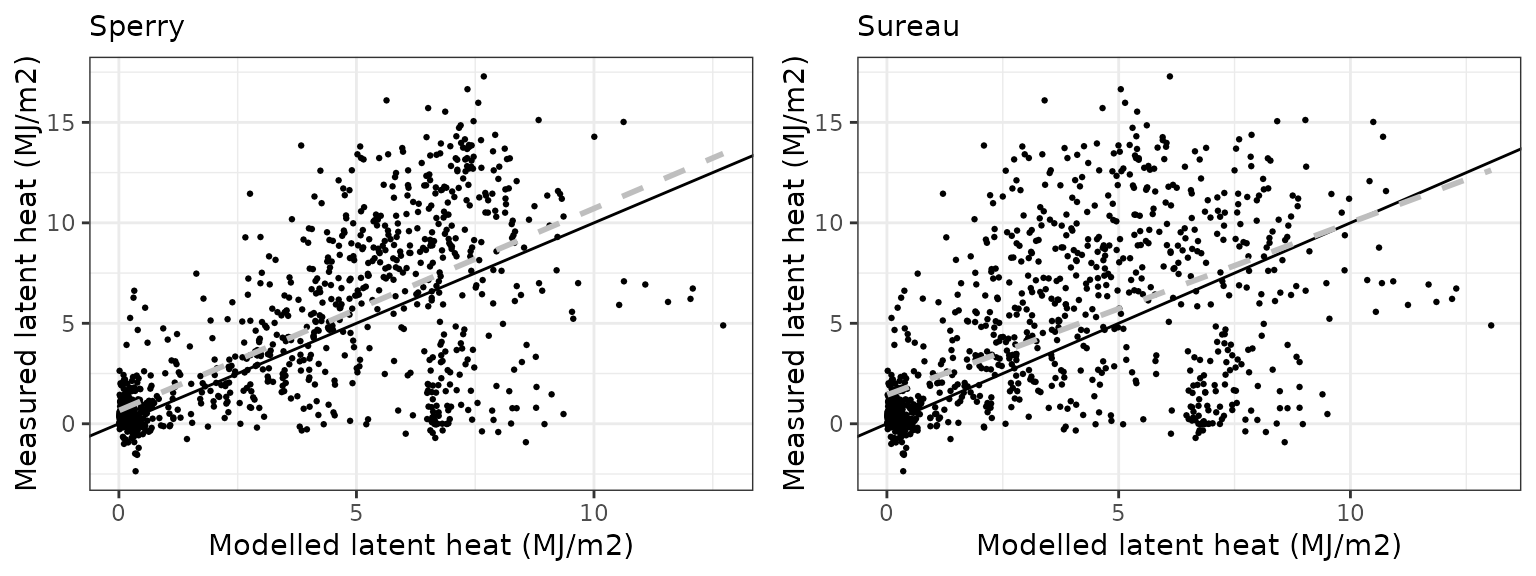 Sperry
Measured latent heat (MJ/m2)
15
10
5
0
0 5 10
Modelled latent heat (MJ/m2)
Sureau
Measured latent heat (MJ/m2)
15
10
5
0
0 5 10
Modelled latent heat (MJ/m2)